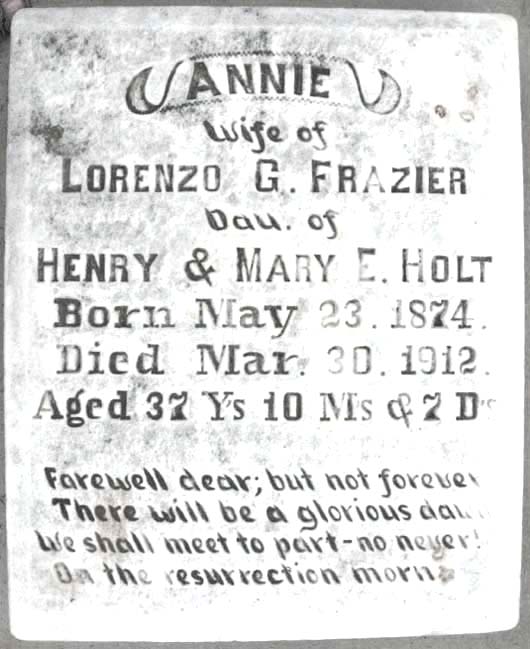 ANNIE
Wife of
LORENZO G. FRAZIER
Dau. of
HENRY & MARY E. HOLT
Born May 23. 1874.
Died Mar. 30. 1912.
Aged 37 Ys 10 Ms & 7 Ds
Farewell dear; but not forever
There will be a glorious
We shall meet to part-no never!
On the resurrection morn